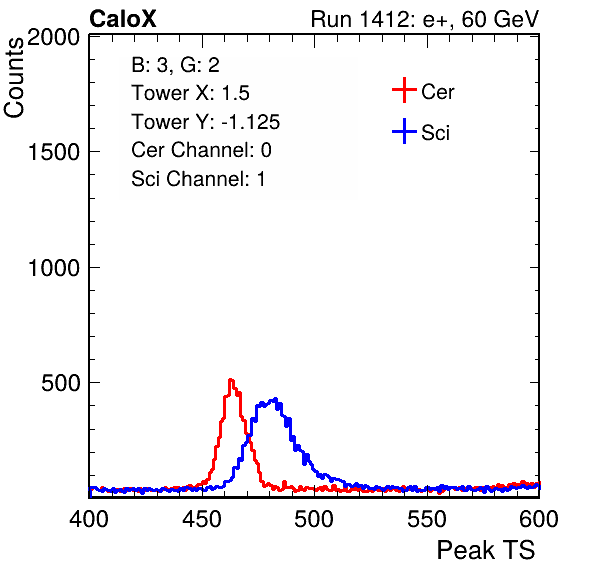 CaloX Run 1412: e+, 60 GeV
Counts
2000
1500
1000
500
B: 3, G: 2
Tower X: 1.5
Tower Y: -1.125
Cer Channel: 0
Sci Channel: 1
Cer
Sci
400 450 500 550 600
Peak TS